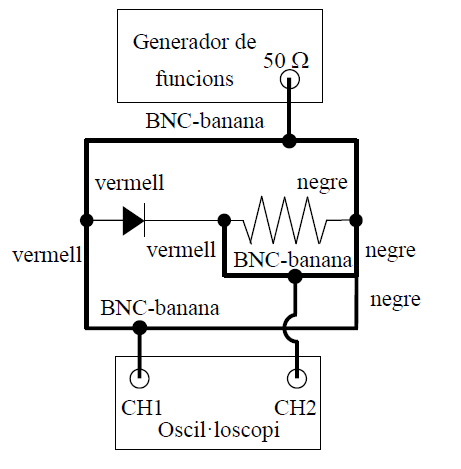 Generador de
funcions
50 Ω
BNC-banana
vermell
negre
vermell
vermell
BNC-banana
negre
negre
BNC-banana
CH1
CH2
Oscil·loscopi